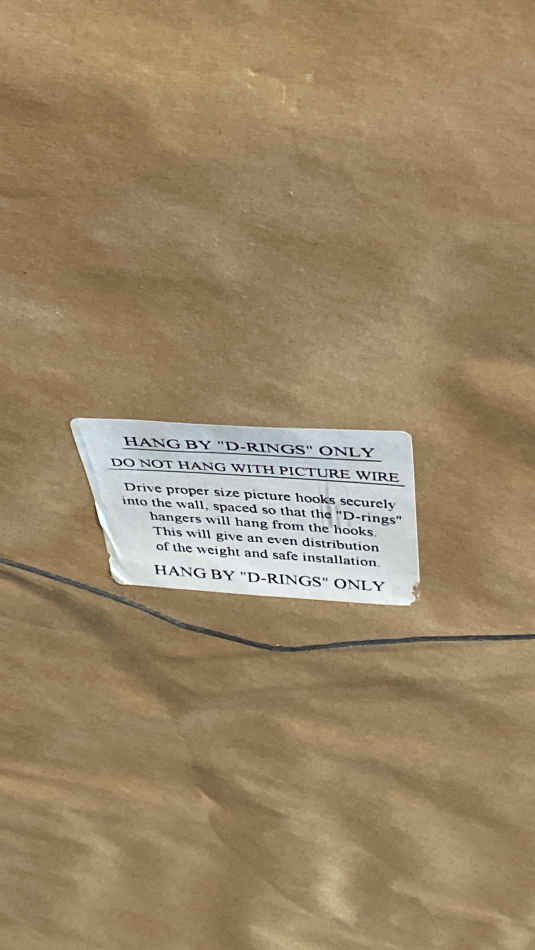 HANG BY "D-RINGS" ONLY
DO NOT HANG WITH PICTURE WIRE
Drive proper size picture hooks securely
into the wall, spaced so that the "D-rings"
hangers will hang from the hooks.
This will give an even distribution
of the weight and safe installation.
HANG BY "D-RINGS" ONLY